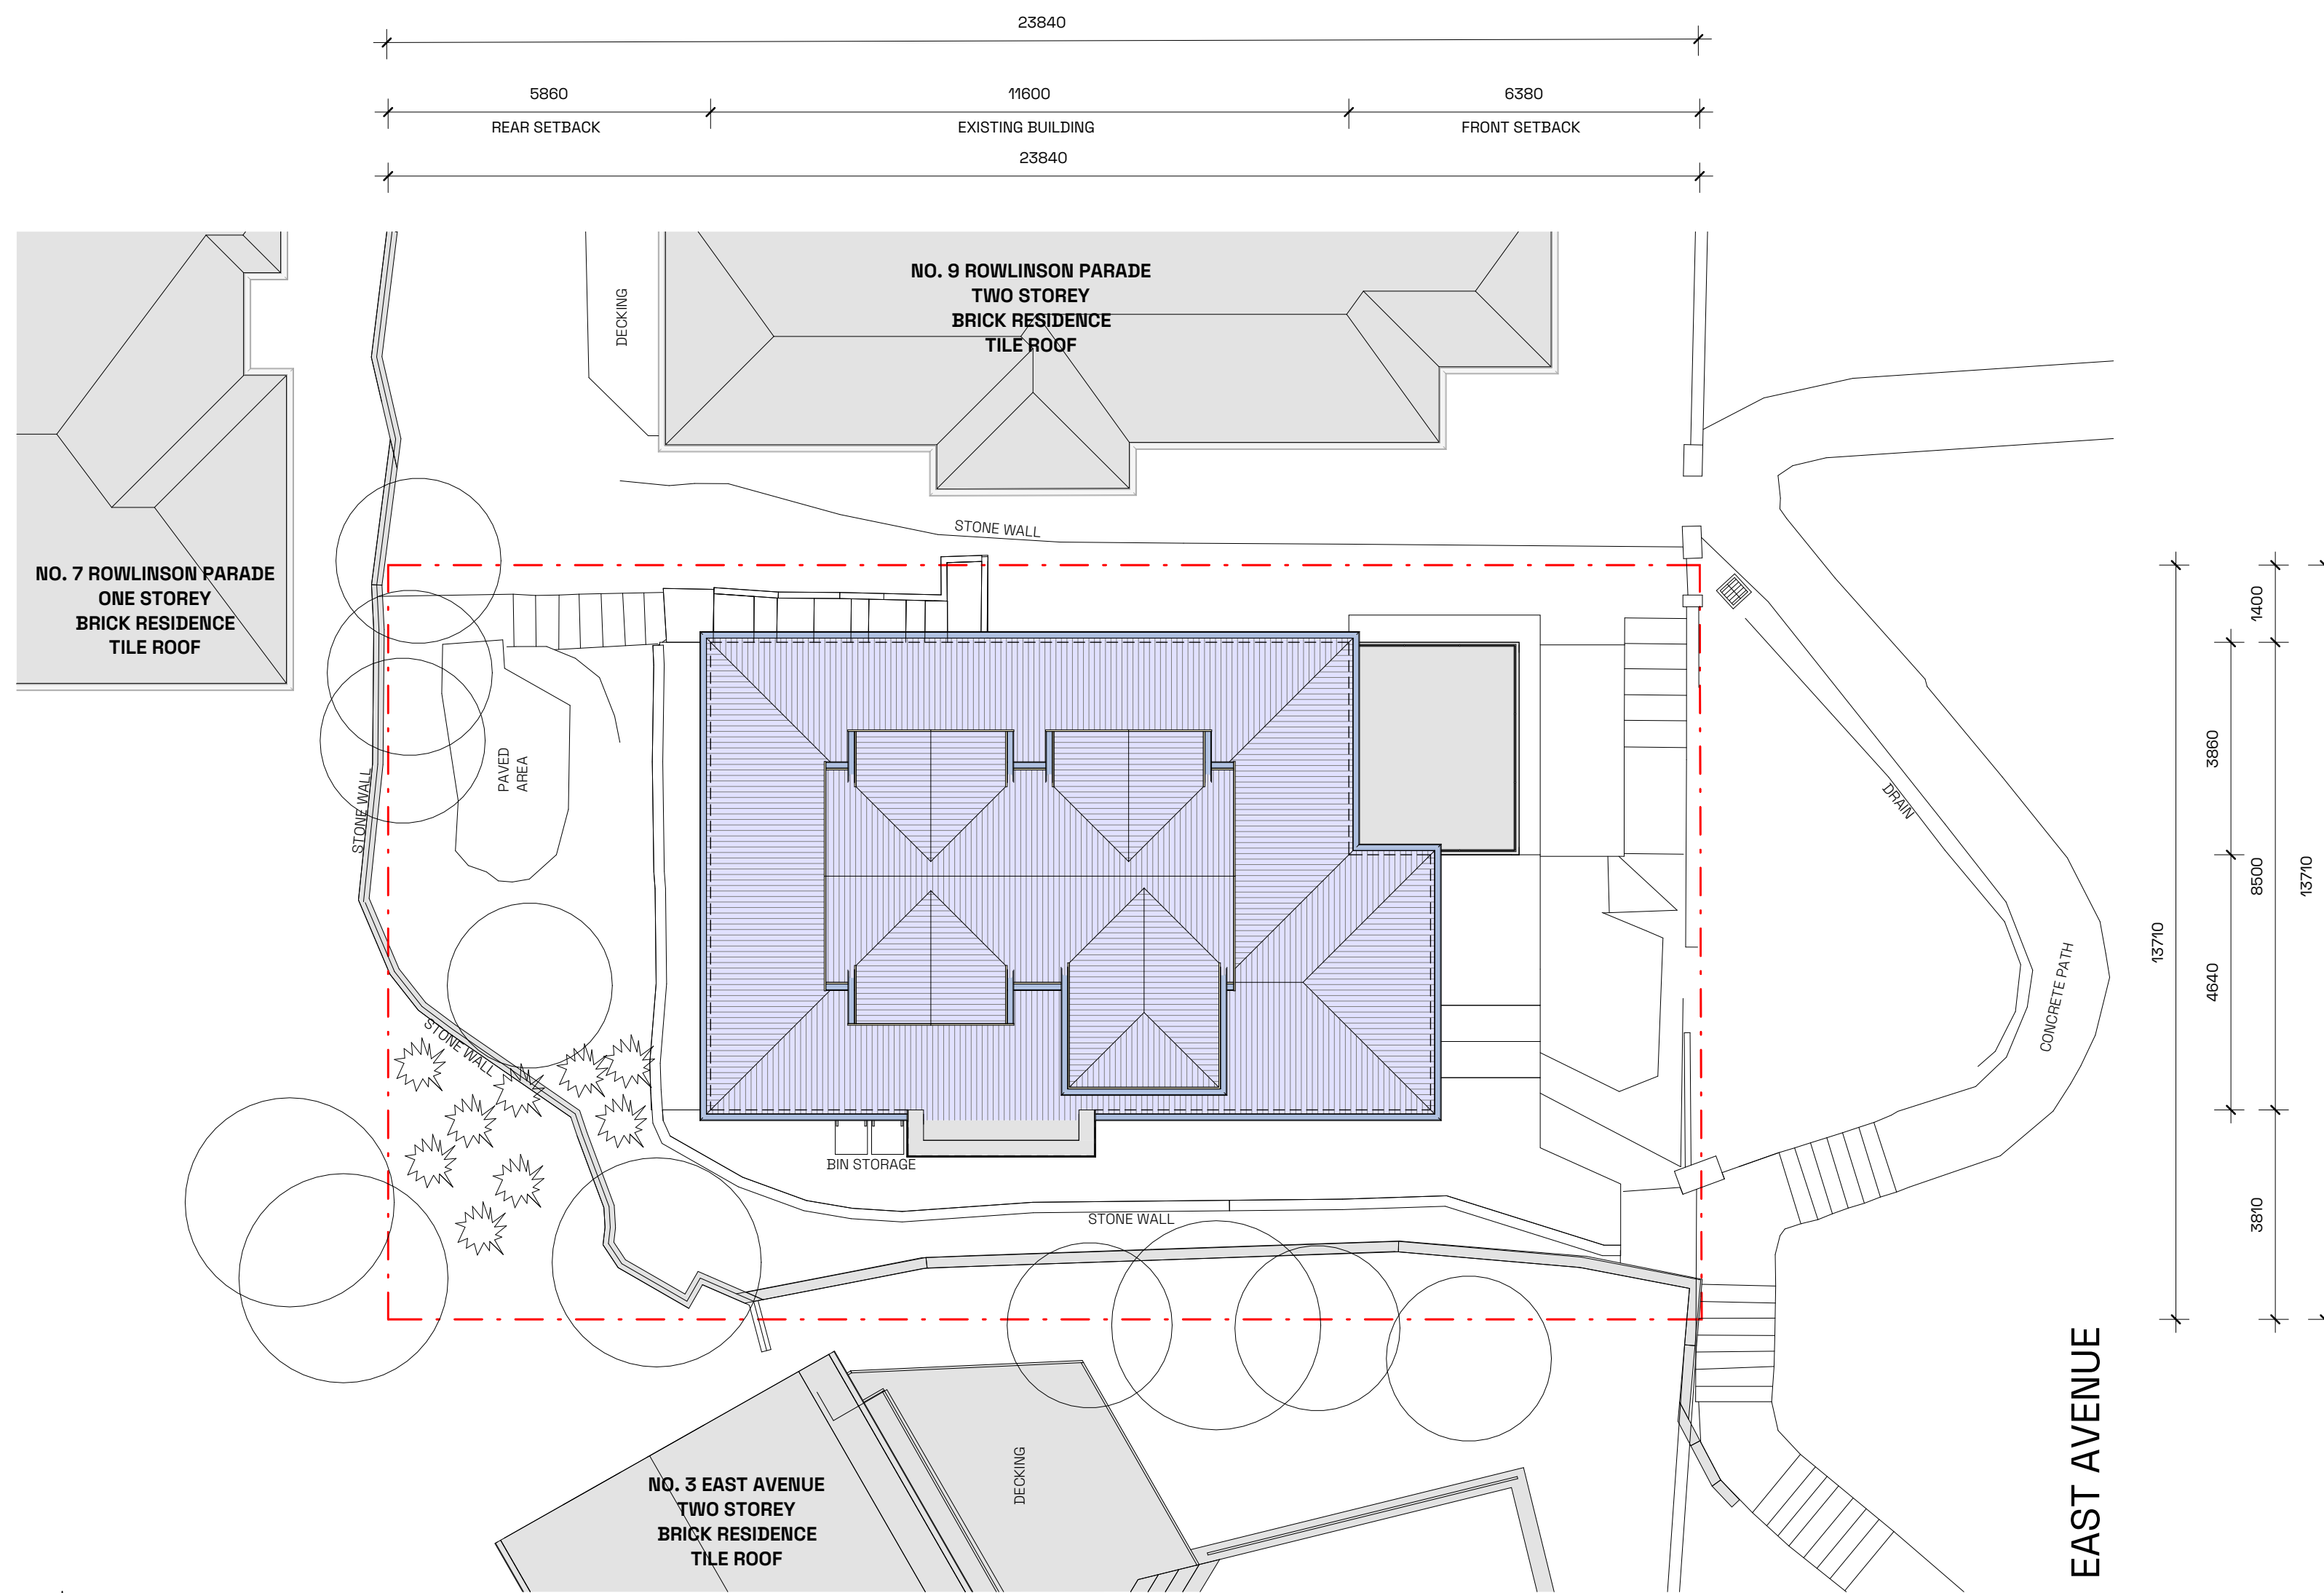 23840
5860
11600
6380
REAR SETBACK
EXISTING BUILDING
FRONT SETBACK
23840
NO. 9 ROWLINSON PARADE
TWO STOREY
BRICK RESIDENCE
TILE ROOF
DECKING
STONE WALL
NO. 7 ROWLINSON PARADE
ONE STOREY
BRICK RESIDENCE
TILE ROOF
PAVED
AREA
STONE WALL
STONE WALL
BIN STORAGE
STONE WALL
DRAIN
CONCRETE PATH
1400
3860
8500
13710
4640
13710
3810
NO. 3 EAST AVENUE
TWO STOREY
BRICK RESIDENCE
TILE ROOF
DECKING
EAST AVENUE